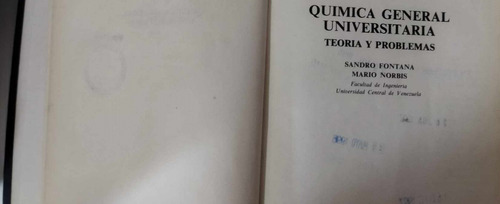 QUIMICA GENERAL
UNIVERSITARIA
TEORIA Y PROBLEMAS
SANDRO FONTANA
MARIO NORBIS
Facultad de Ingeniería
Universidad Central de Venezuela